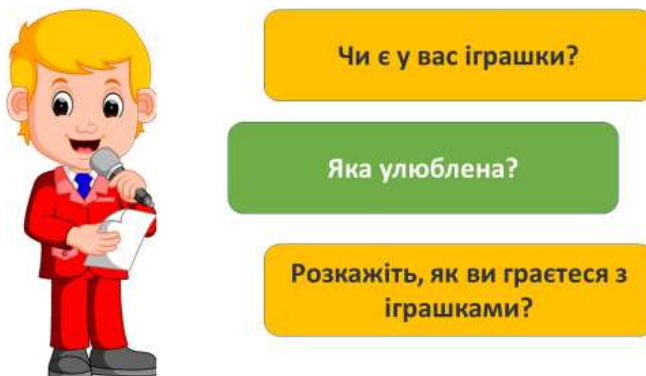 Чи є у вас іграшки?
Яка улюблена?
Розкажіть, як ви граєтеся з
іграшками?